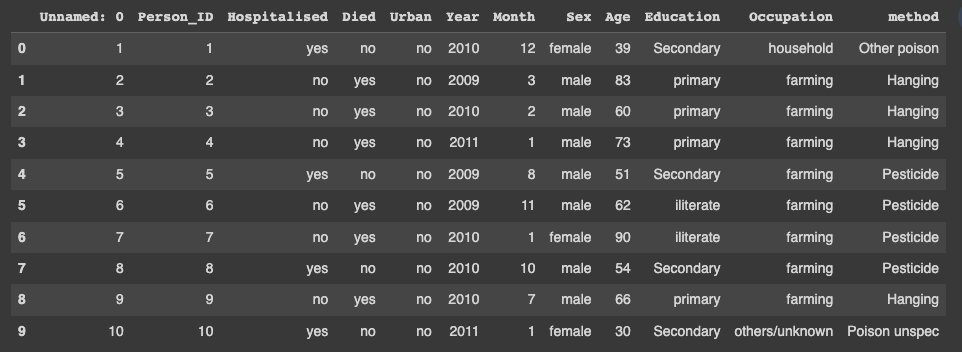 Unnamed: 0 Person_ID Hospitalised Died Urban Year Month Sex Age Education Occupation method
0 1 1 yes no no 2010 12 female 39 Secondary household Other poison
1 2 2 no yes no 2009 3 male 83 primary farming Hanging
2 3 3 no yes no 2010 2 male 60 primary farming Hanging
3 4 4 no yes no 2011 1 male 73 primary farming Hanging
4 5 5 yes no no 2009 8 male 51 Secondary farming Pesticide
5 6 6 no yes no 2009 11 male 62 iliterate farming Pesticide
6 7 7 no yes no 2010 1 female 90 iliterate farming Pesticide
7 8 8 yes no no 2010 10 male 54 Secondary farming Pesticide
8 9 9 no yes no 2010 7 male 66 primary farming Hanging
9 10 10 yes no no 2011 1 female 30 Secondary others/unknown Poison unspec